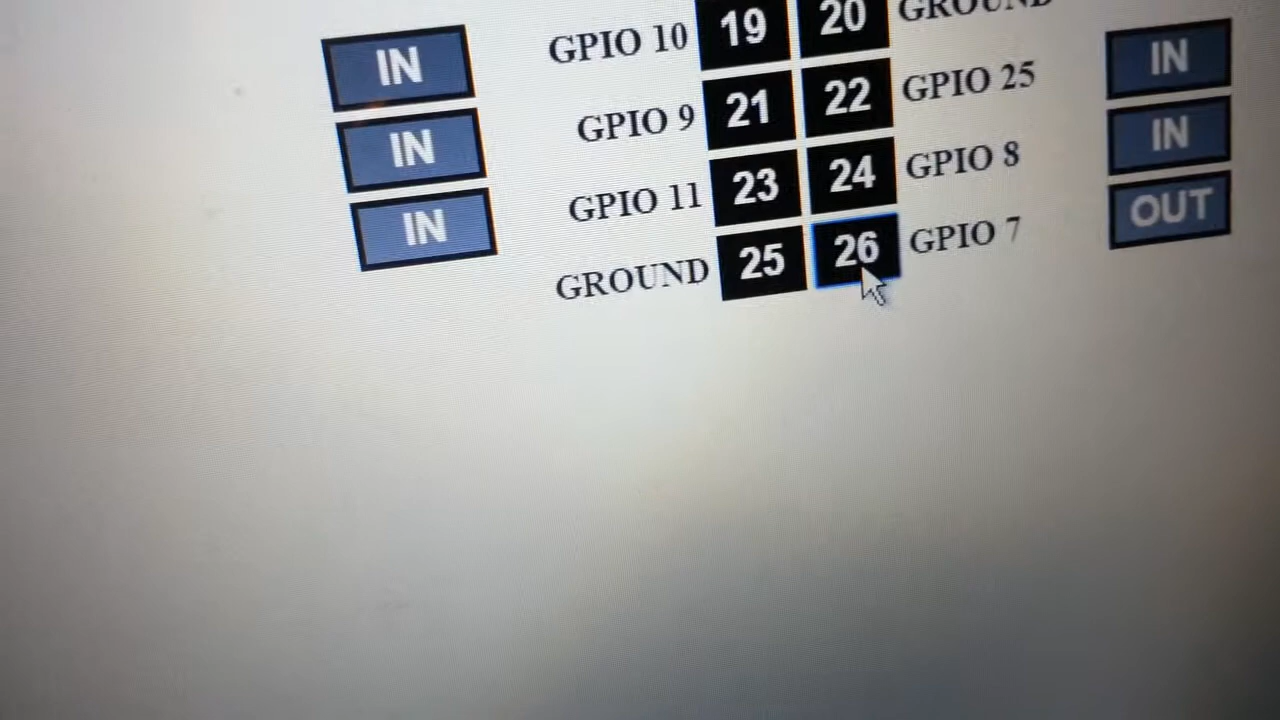 IN GPIO 10 19 20 GROUND
IN GPIO 9 21 22 GPIO 25 IN
IN GPIO 11 23 24 GPIO 8 IN
GROUND 25 26 GPIO 7 OUT